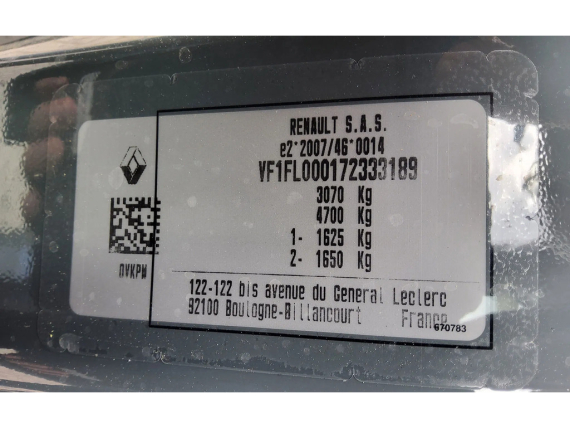 RENAULT S.A.S.
e2*2007/46*0014
VF1FL000172333189
3070 Kg
4700 Kg
1- 1625 Kg
2- 1650 Kg
DVKPH
122-122 bis avenue du General Leclerc
92100 Boulogne-Billancourt France
670783